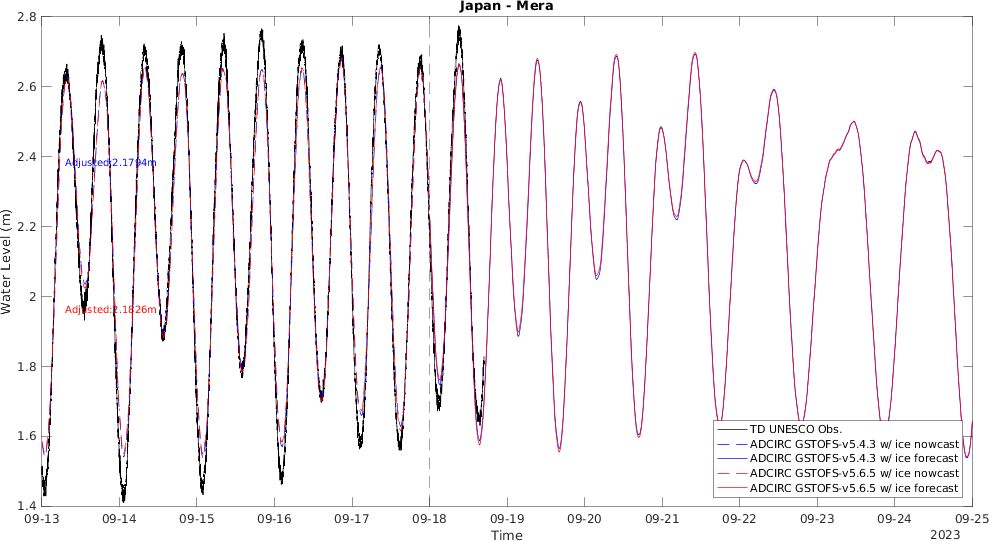 Japan - Mera
2.8
2.6
2.4
2.2
2
1.8
1.6
1.4
Water Level (m)
Adjusted:2.1794m
Adjusted:2.1826m
TD UNESCO Obs.
ADCIRC GSTOFS-v5.4.3 w/ ice nowcast
ADCIRC GSTOFS-v5.4.3 w/ ice forecast
ADCIRC GSTOFS-v5.6.5 w/ ice nowcast
ADCIRC GSTOFS-v5.6.5 w/ ice forecast
09-13 09-14 09-15 09-16 09-17 09-18 09-19 09-20 09-21 09-22 09-23 09-24 09-25
Time
2023